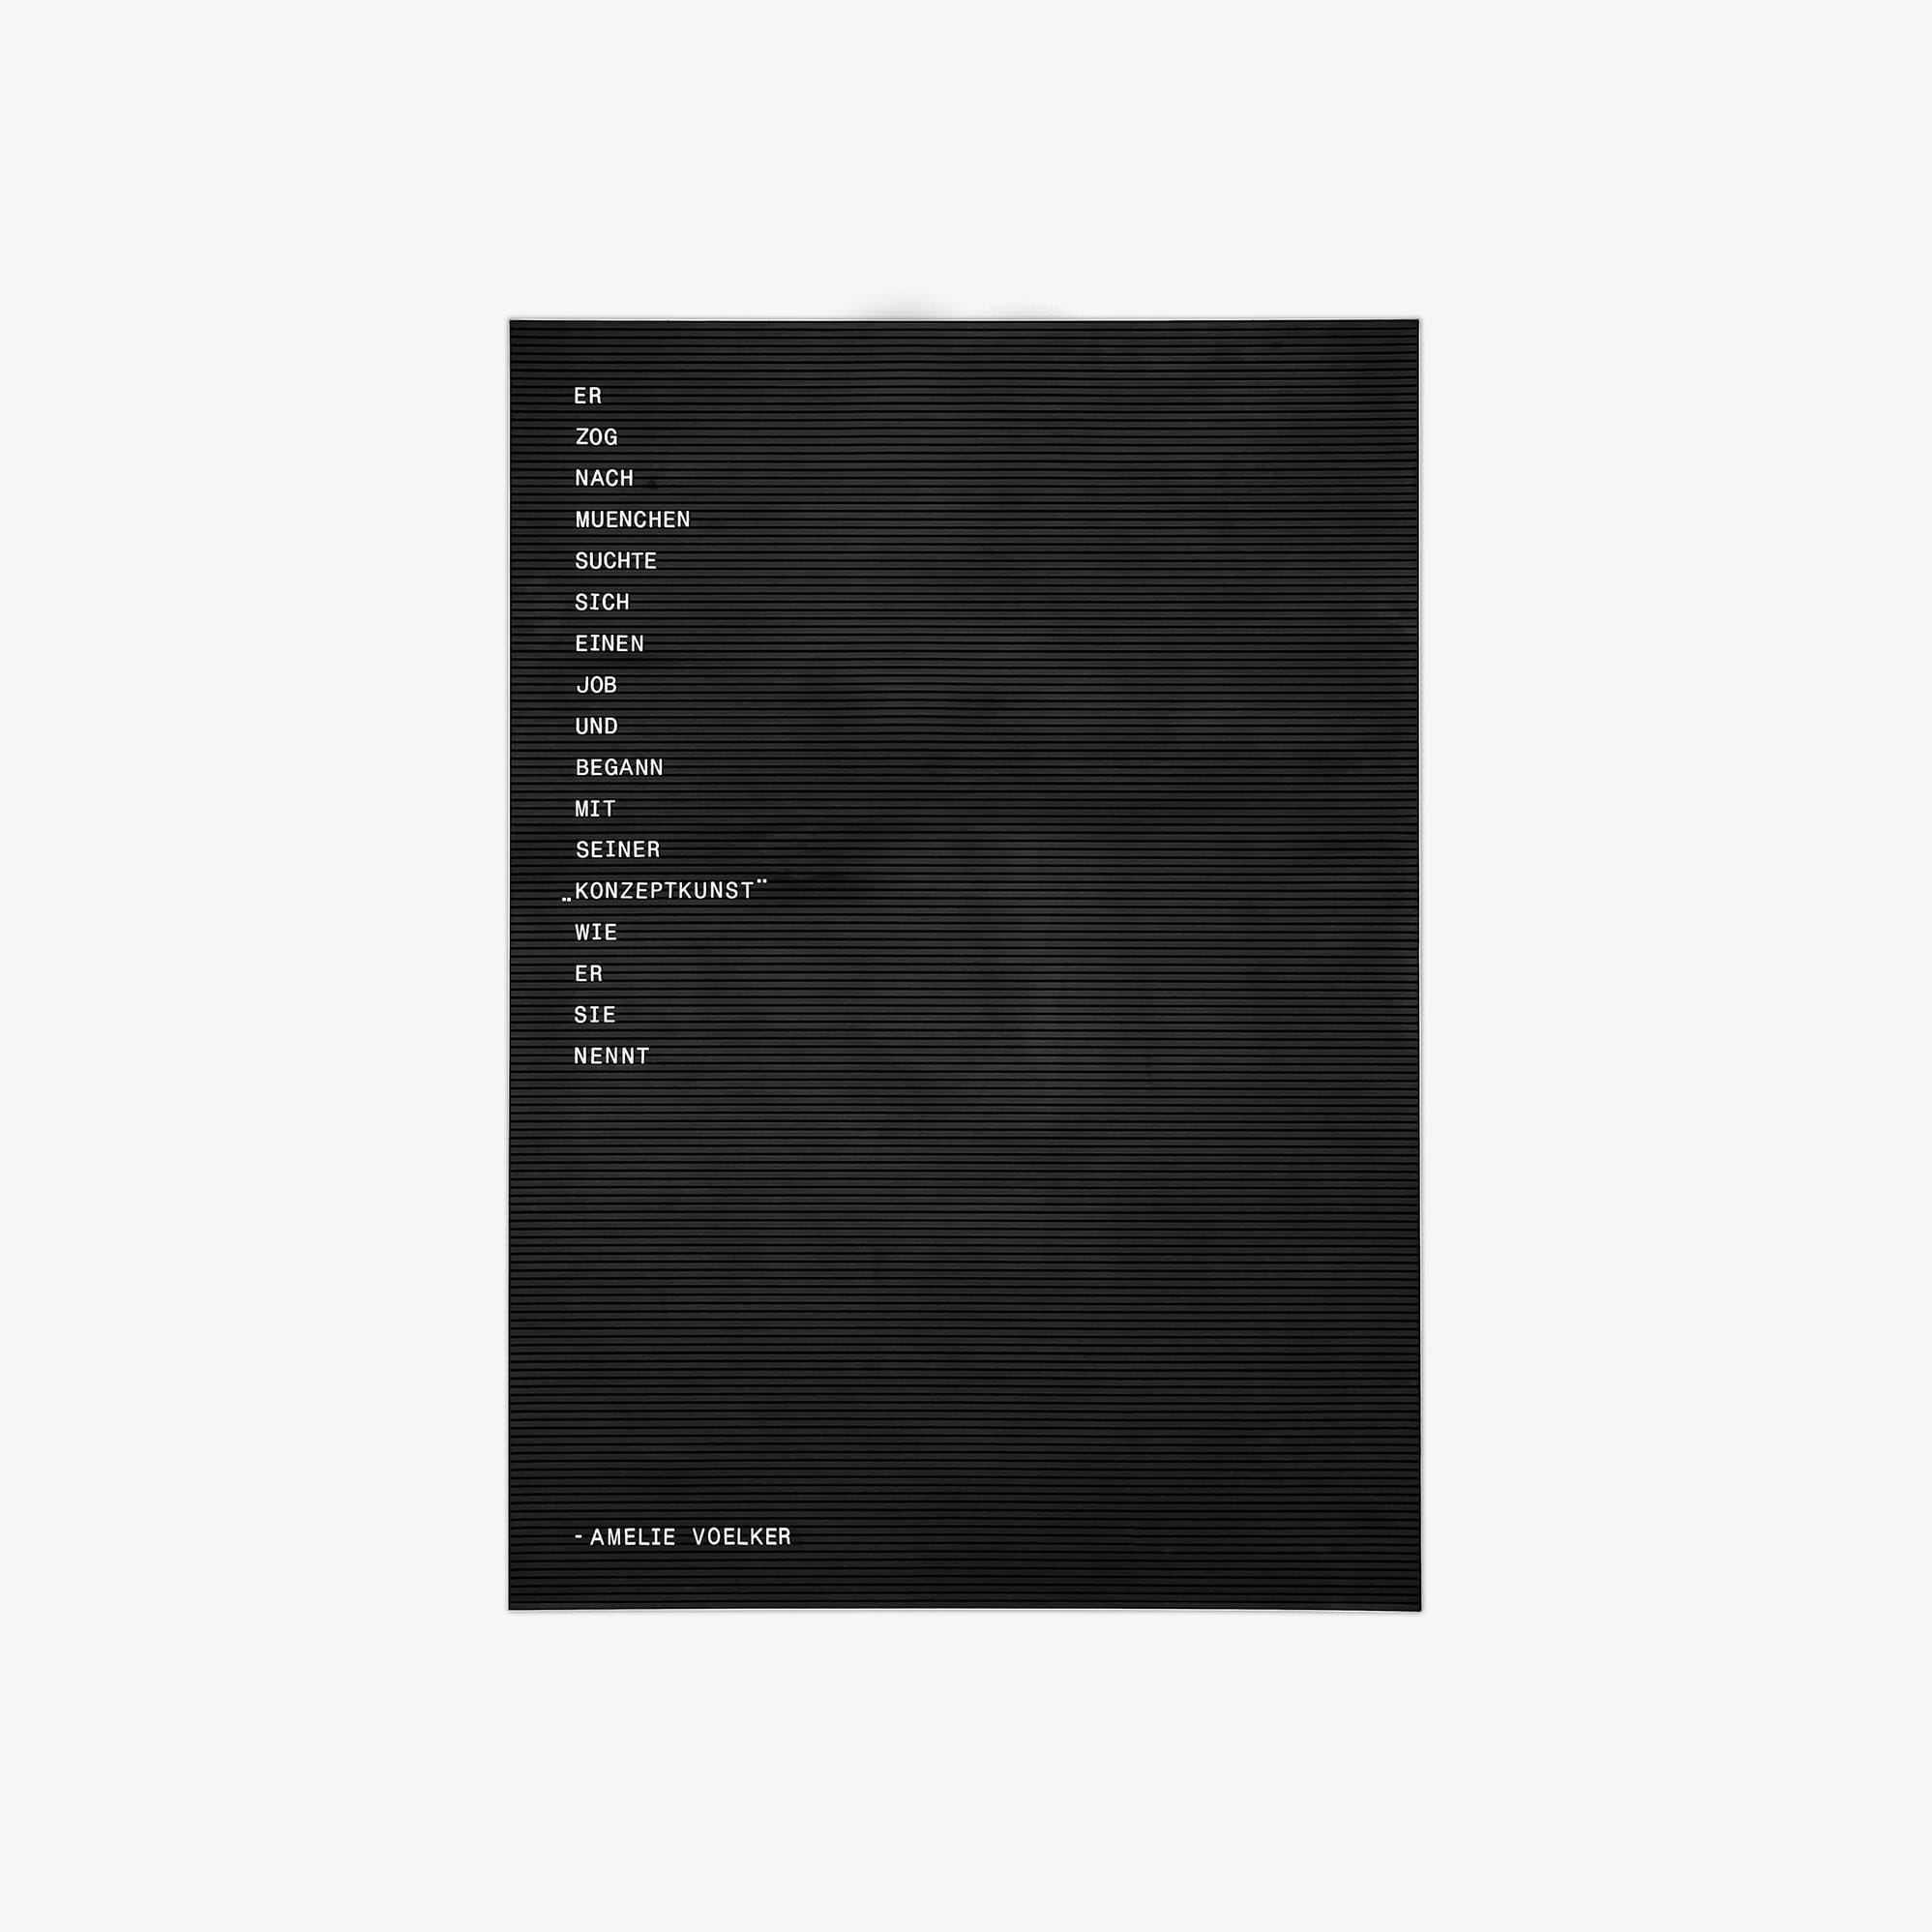 ER
ZOG
NACH
MUENCHEN
SUCHTE
SICH
EINEN
JOB
UND
BEGANN
MIT
SEINER
„KONZEPTKUNST¨
WIE
ER
SIE
NENNT
-AMELIE VOELKER